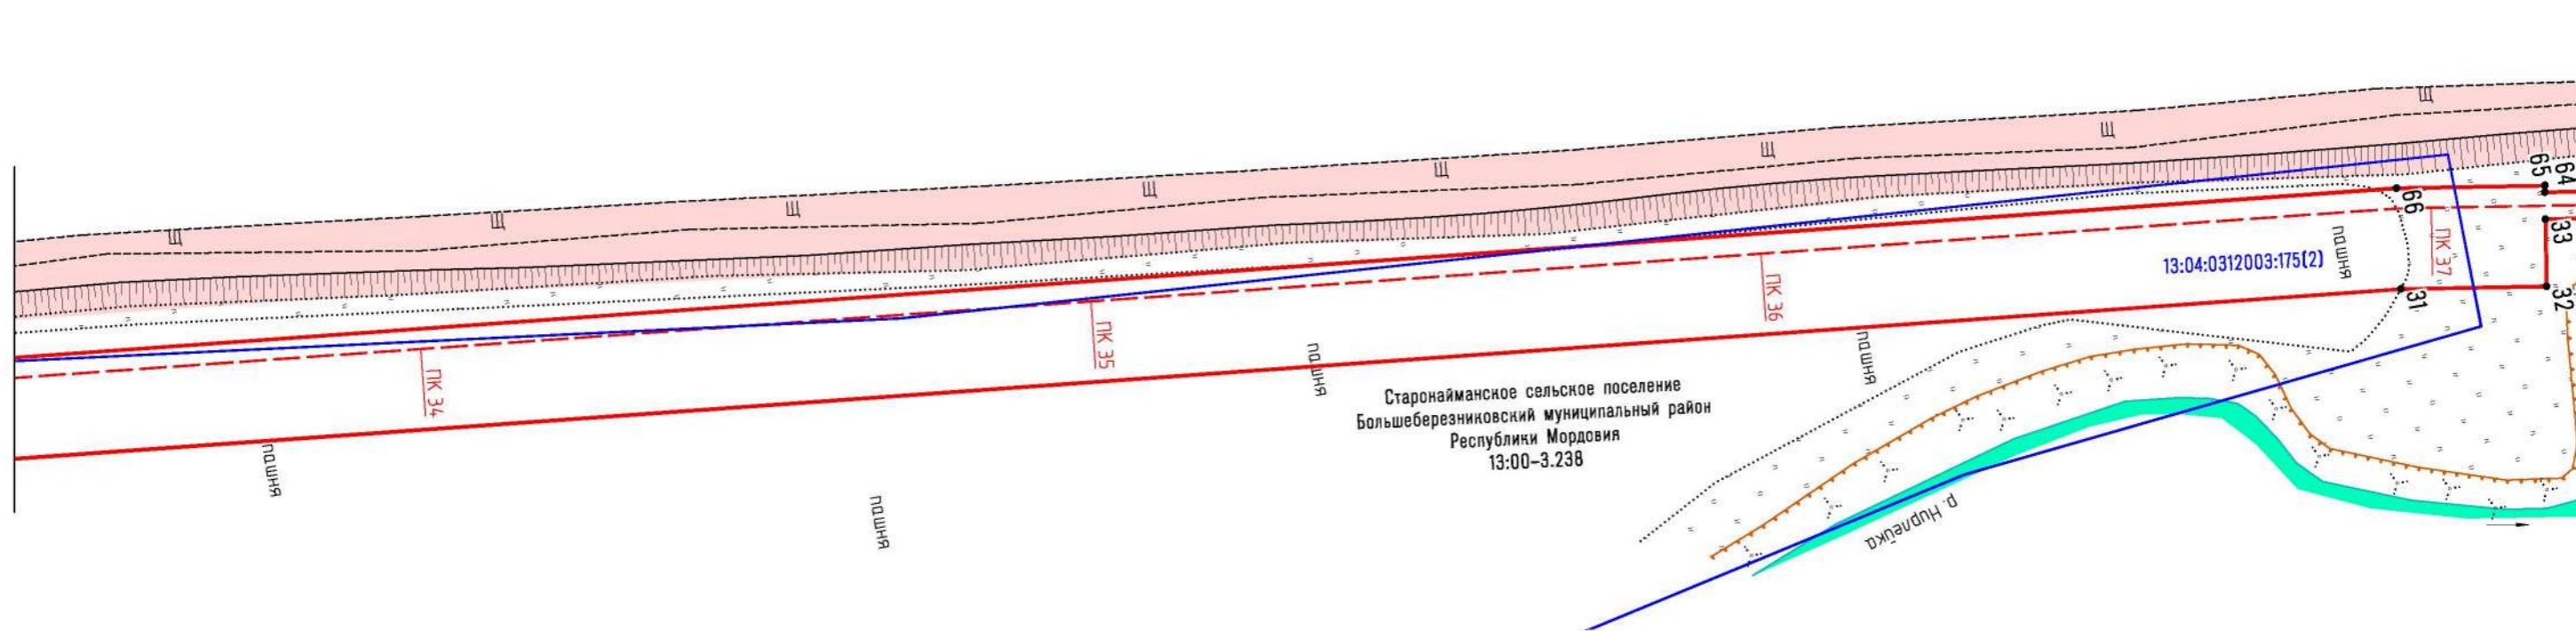 Щ
Щ
Щ
Щ
Щ
Щ
Щ
Щ
65
64
66
33
пашня
ПК 37
13:04:0312003:175(2)
ПК 36
31
32
ПК 35
пашня
пашня
ПК 34
Старонайманское сельское поселение
Большеберезниковский муниципальный район
Республики Мордовия
13:00-3.238
пашня
пашня
р. Нирлейка